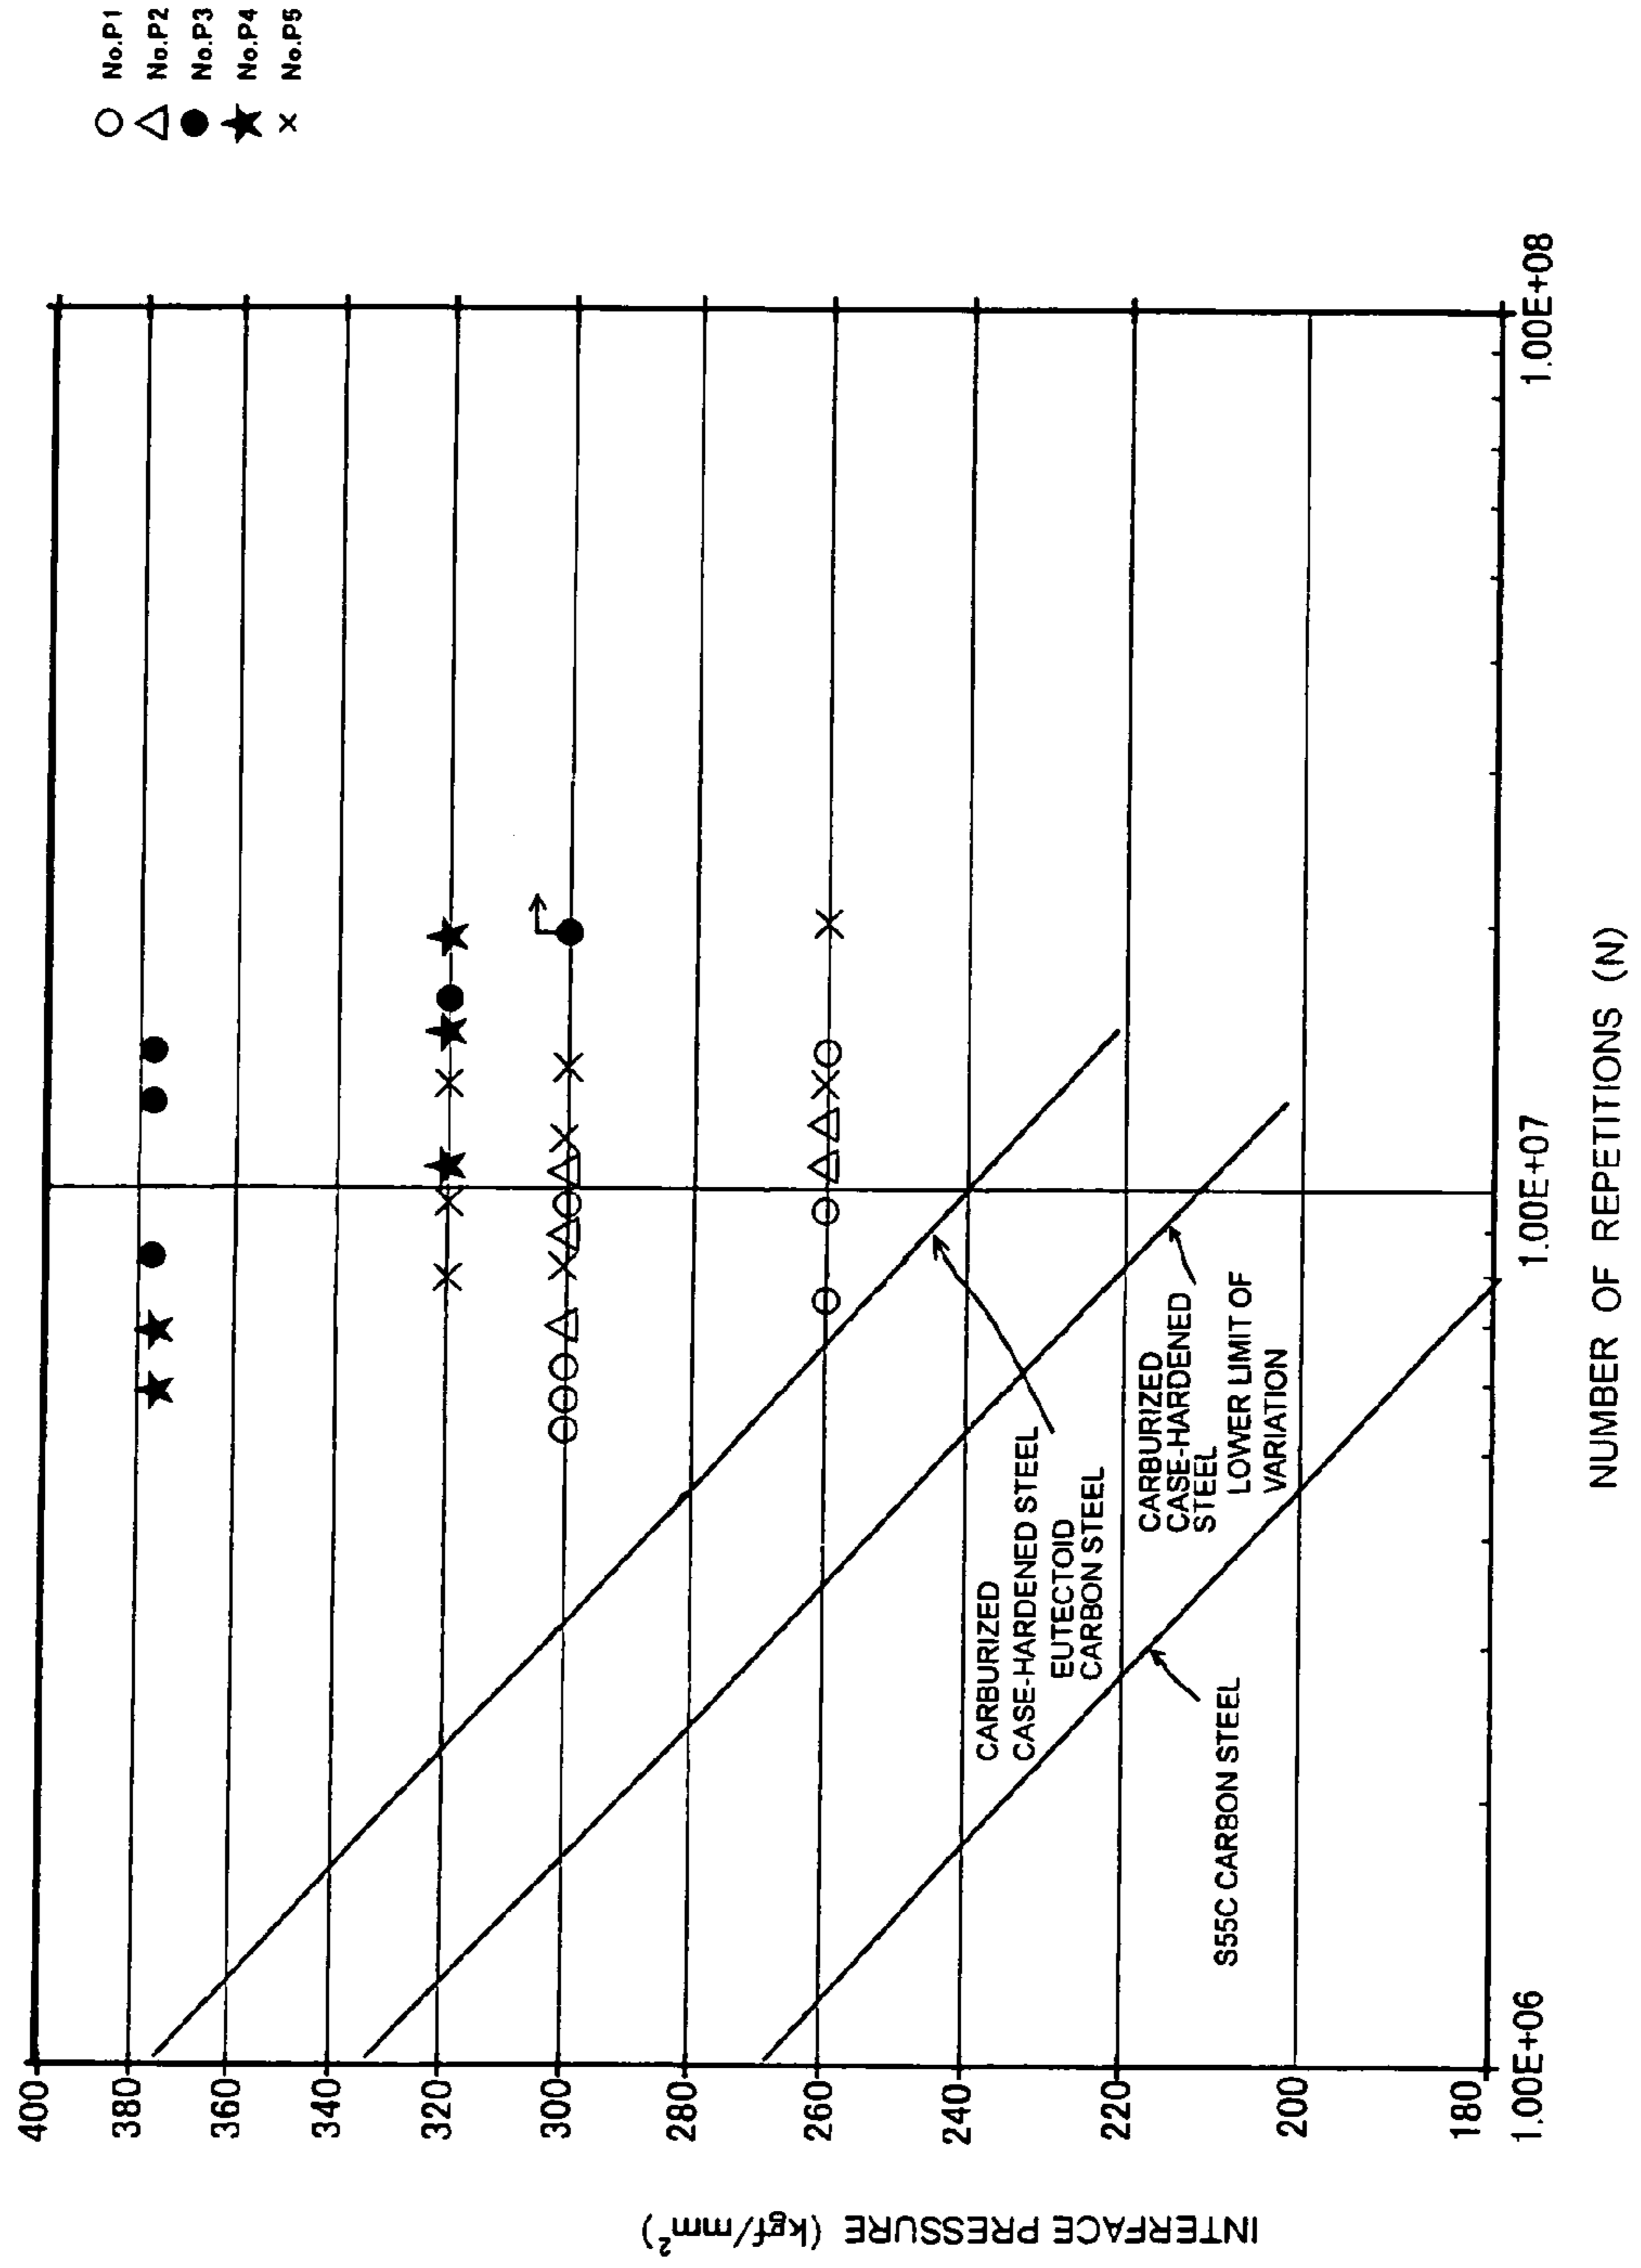 ○ No.P1
△ No.P2
● No.P3
★ No.P4
× No.P5
INTERFACE PRESSURE (kgf/mm²)
400
380
360
340
320
300
280
260
240
220
200
180
CARBURIZED
CASE-HARDENED STEEL
EUTECTOID
CARBON STEEL
CARBURIZED
CASE-HARDENED
STEEL
LOWER LIMIT OF
VARIATION
S55C CARBON STEEL
1.00E+06
1.00E+07
1.00E+08
NUMBER OF REPETITIONS (N)